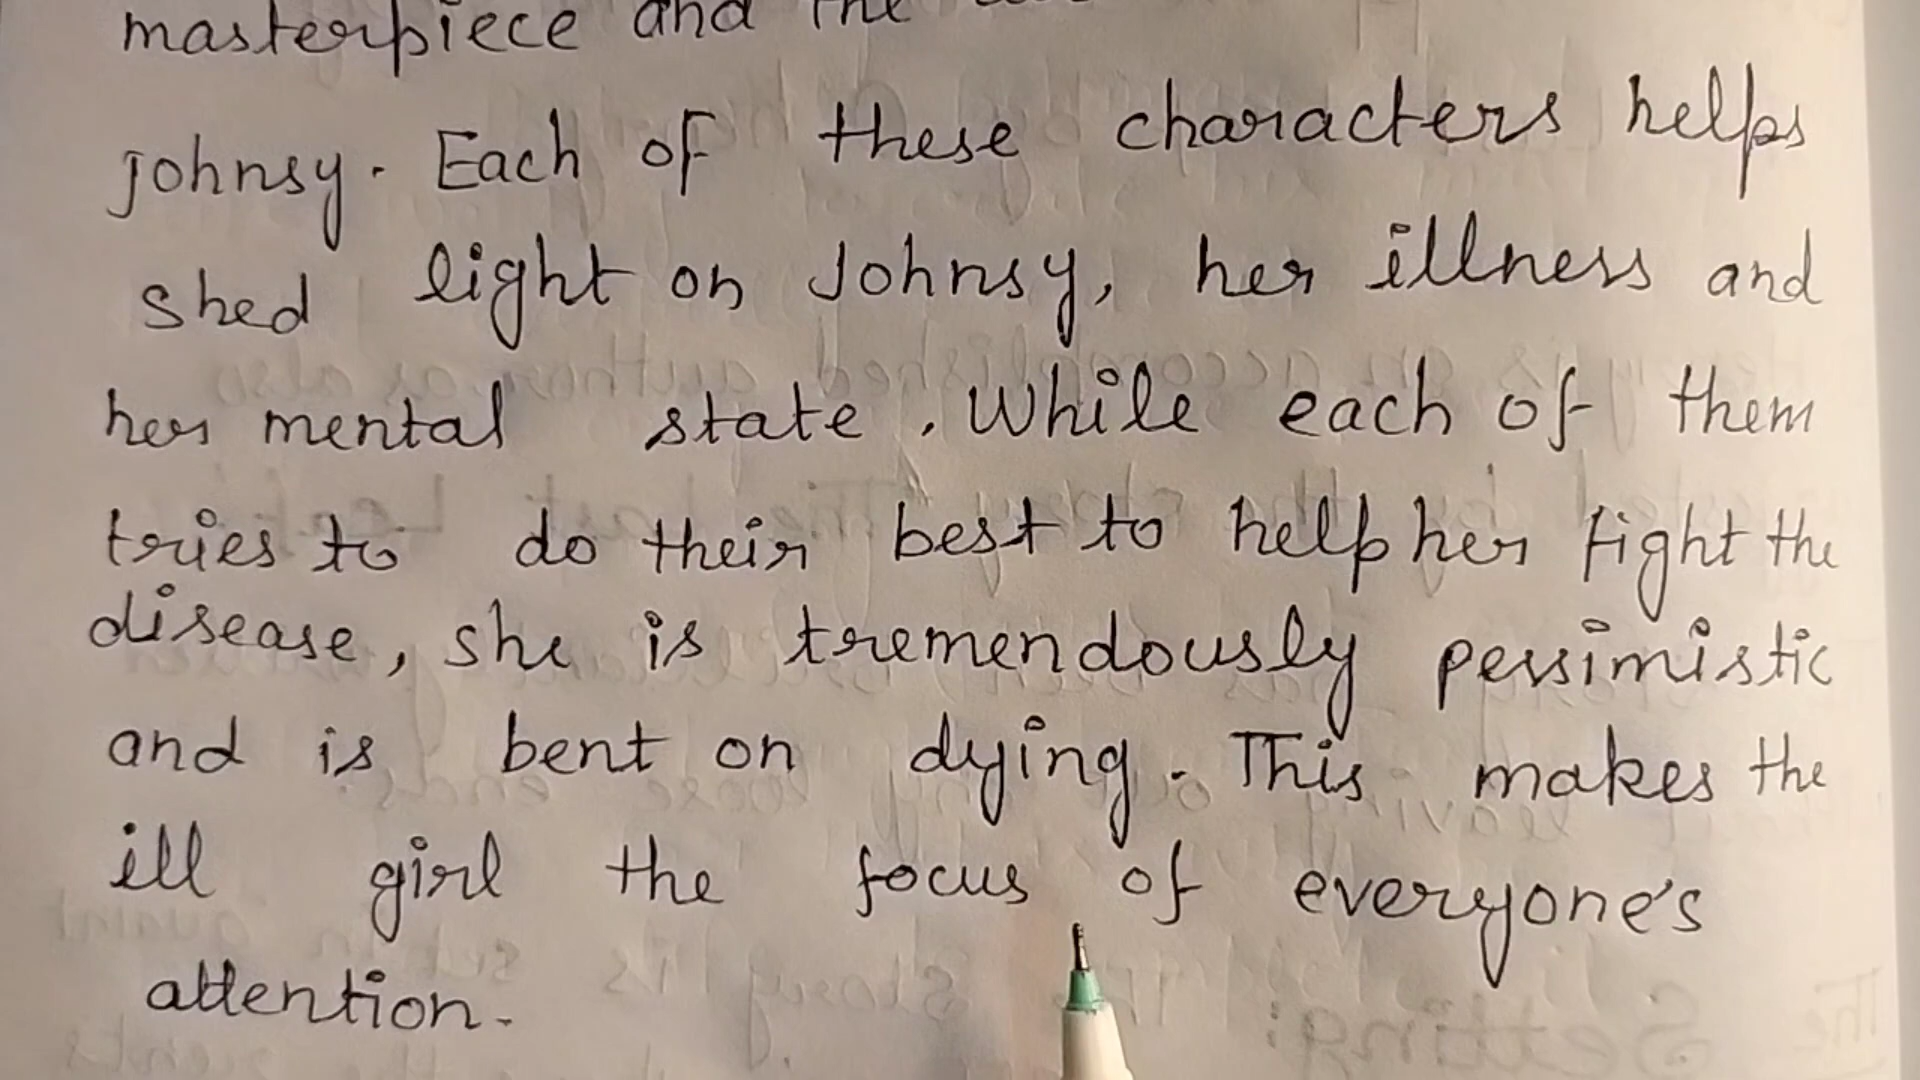 masterpiece and the
Johnsy. Each of these characters helps
shed light on Johnsy, her illness and
her mental state. While each of them
tries to do their best to help her fight the
disease, she is tremendously pessimistic
and is bent on dying. This makes the
ill girl the focus of everyone's
attention.